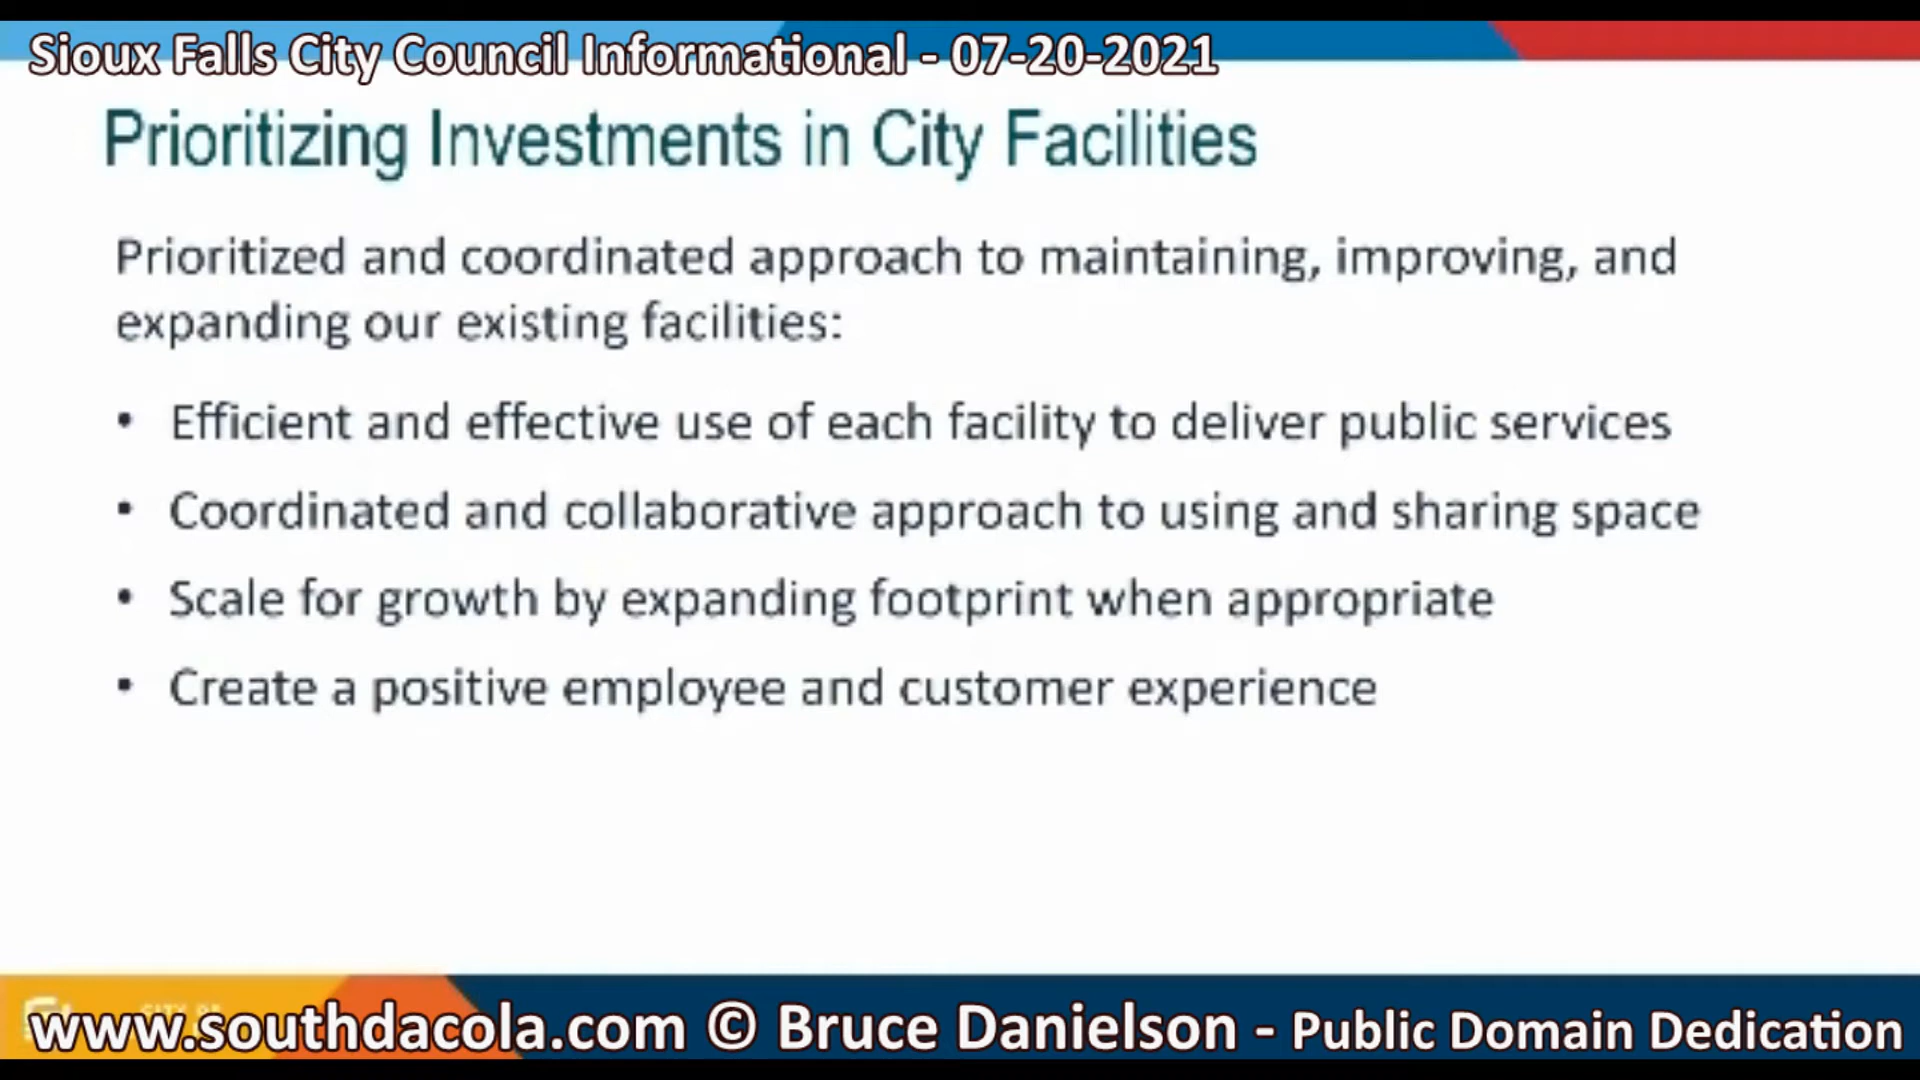 Sioux Falls City Council Informational - 07-20-2021
Prioritizing Investments in City Facilities
Prioritized and coordinated approach to maintaining, improving, and
expanding our existing facilities:
• Efficient and effective use of each facility to deliver public services
• Coordinated and collaborative approach to using and sharing space
• Scale for growth by expanding footprint when appropriate
• Create a positive employee and customer experience
www.southdacola.com © Bruce Danielson - Public Domain Dedication